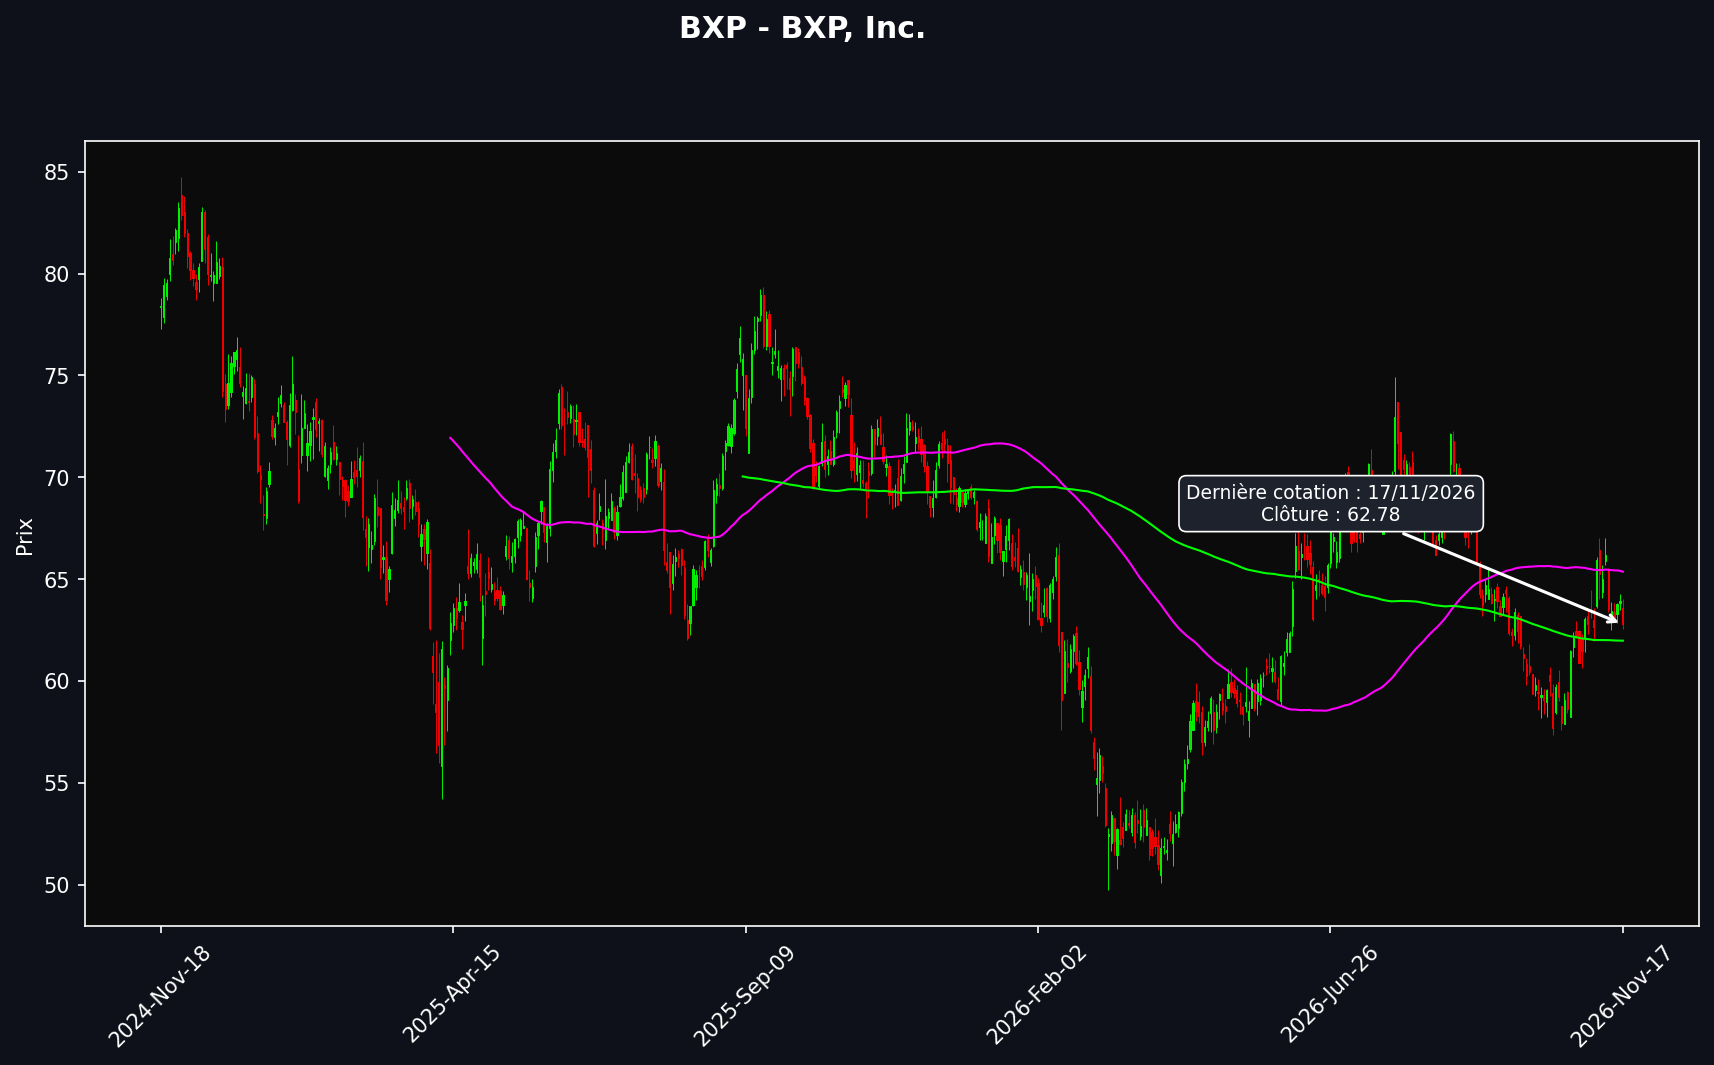 BXP - BXP, Inc.
Prix
85
80
75
70
65
60
55
50
Dernière cotation : 17/11/2026
Clôture : 62.78
2024-Nov-18
2025-Apr-15
2025-Sep-09
2026-Feb-02
2026-Jun-26
2026-Nov-17